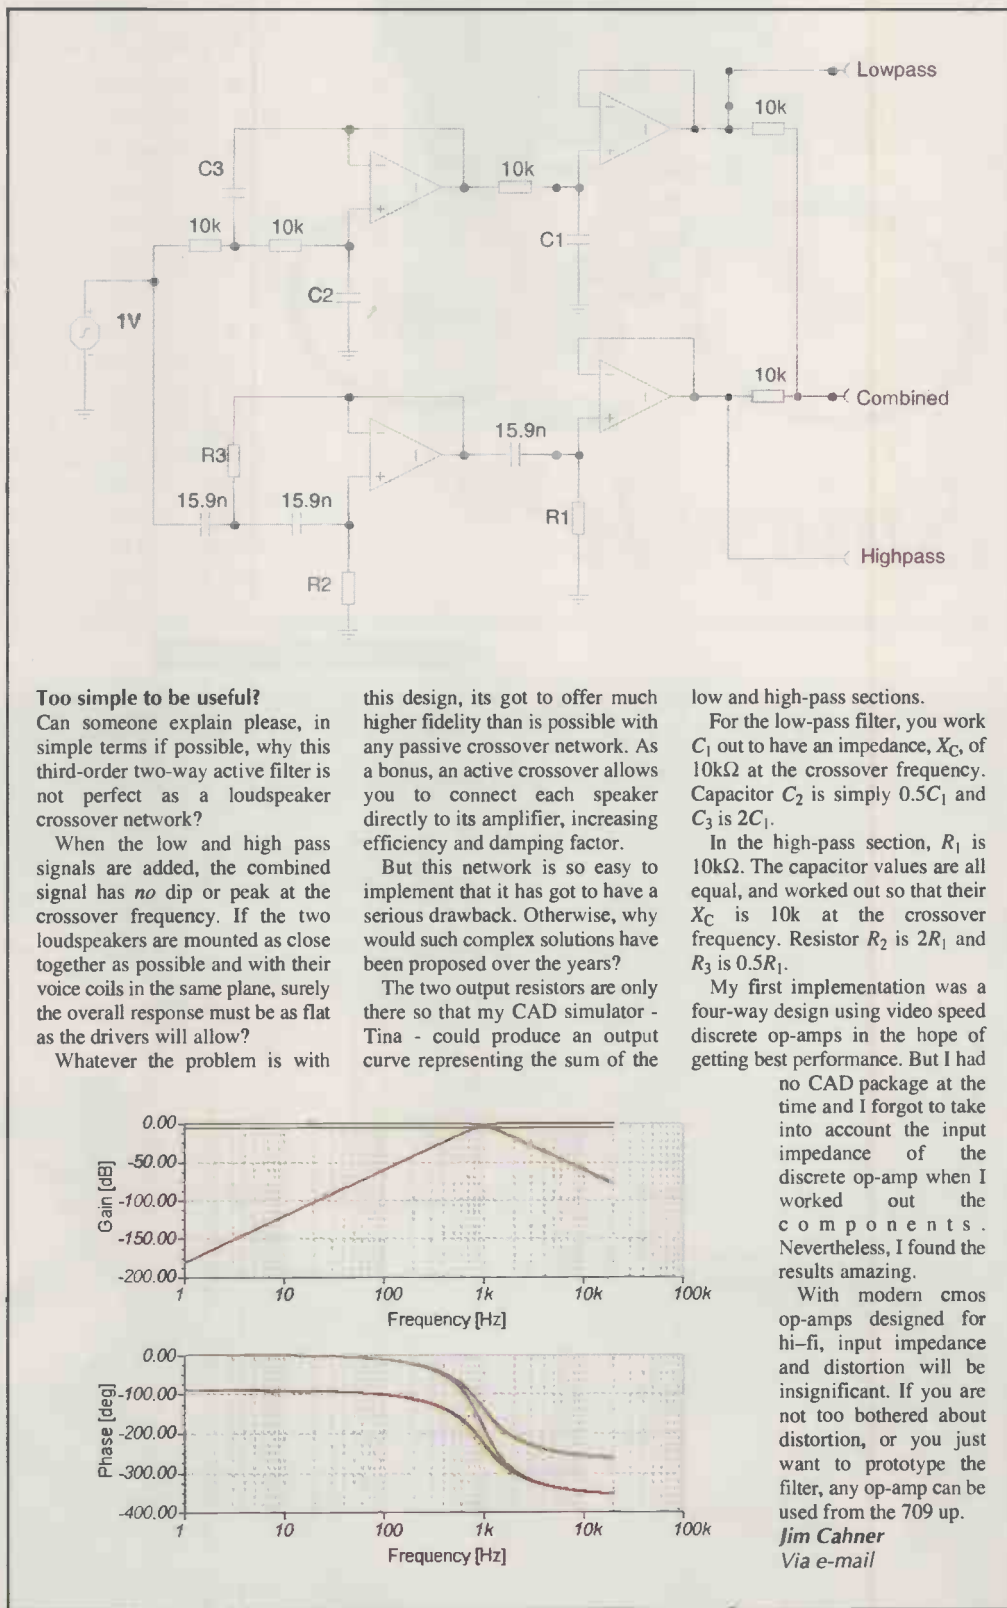 Lowpass
10k
C3
10k
10k
10k
C1
C2
1V
10k
Combined
15.9n
R3
15.9n
15.9n
R1
R2
Highpass
Too simple to be useful?
Can someone explain please, in
simple terms if possible, why this
third-order two-way active filter is
not perfect as a loudspeaker
crossover network?
When the low and high pass
signals are added, the combined
signal has no dip or peak at the
crossover frequency. If the two
loudspeakers are mounted as close
together as possible and with their
voice coils in the same plane, surely
the overall response must be as flat
as the drivers will allow?
Whatever the problem is with
this design, its got to offer much
higher fidelity than is possible with
any passive crossover network. As
a bonus, an active crossover allows
you to connect each speaker
directly to its amplifier, increasing
efficiency and damping factor.
But this network is so easy to
implement that it has got to have a
serious drawback. Otherwise, why
would such complex solutions have
been proposed over the years?
The two output resistors are only
there so that my CAD simulator -
Tina - could produce an output
curve representing the sum of the
low and high-pass sections.
For the low-pass filter, you work
C1 out to have an impedance, XC, of
10kΩ at the crossover frequency.
Capacitor C2 is simply 0.5C1 and
C3 is 2C1.
In the high-pass section, R1 is
10kΩ. The capacitor values are all
equal, and worked out so that their
XC is 10k at the crossover
frequency. Resistor R2 is 2R1 and
R3 is 0.5R1.
My first implementation was a
four-way design using video speed
discrete op-amps in the hope of
getting best performance. But I had
no CAD package at the
time and I forgot to take
into account the input
impedance of the
discrete op-amp when I
worked out the
components.
Nevertheless, I found the
results amazing.
With modern cmos
op-amps designed for
hi–fi, input impedance
and distortion will be
insignificant. If you are
not too bothered about
distortion, or you just
want to prototype the
filter, any op-amp can be
used from the 709 up.
Jim Cahner
Via e-mail
Gain [dB]
0.00
-50.00
-100.00
-150.00
-200.00
1 10 100 1k 10k 100k
Frequency [Hz]
Phase [deg]
0.00
-100.00
-200.00
-300.00
-400.00
1 10 100 1k 10k 100k
Frequency [Hz]